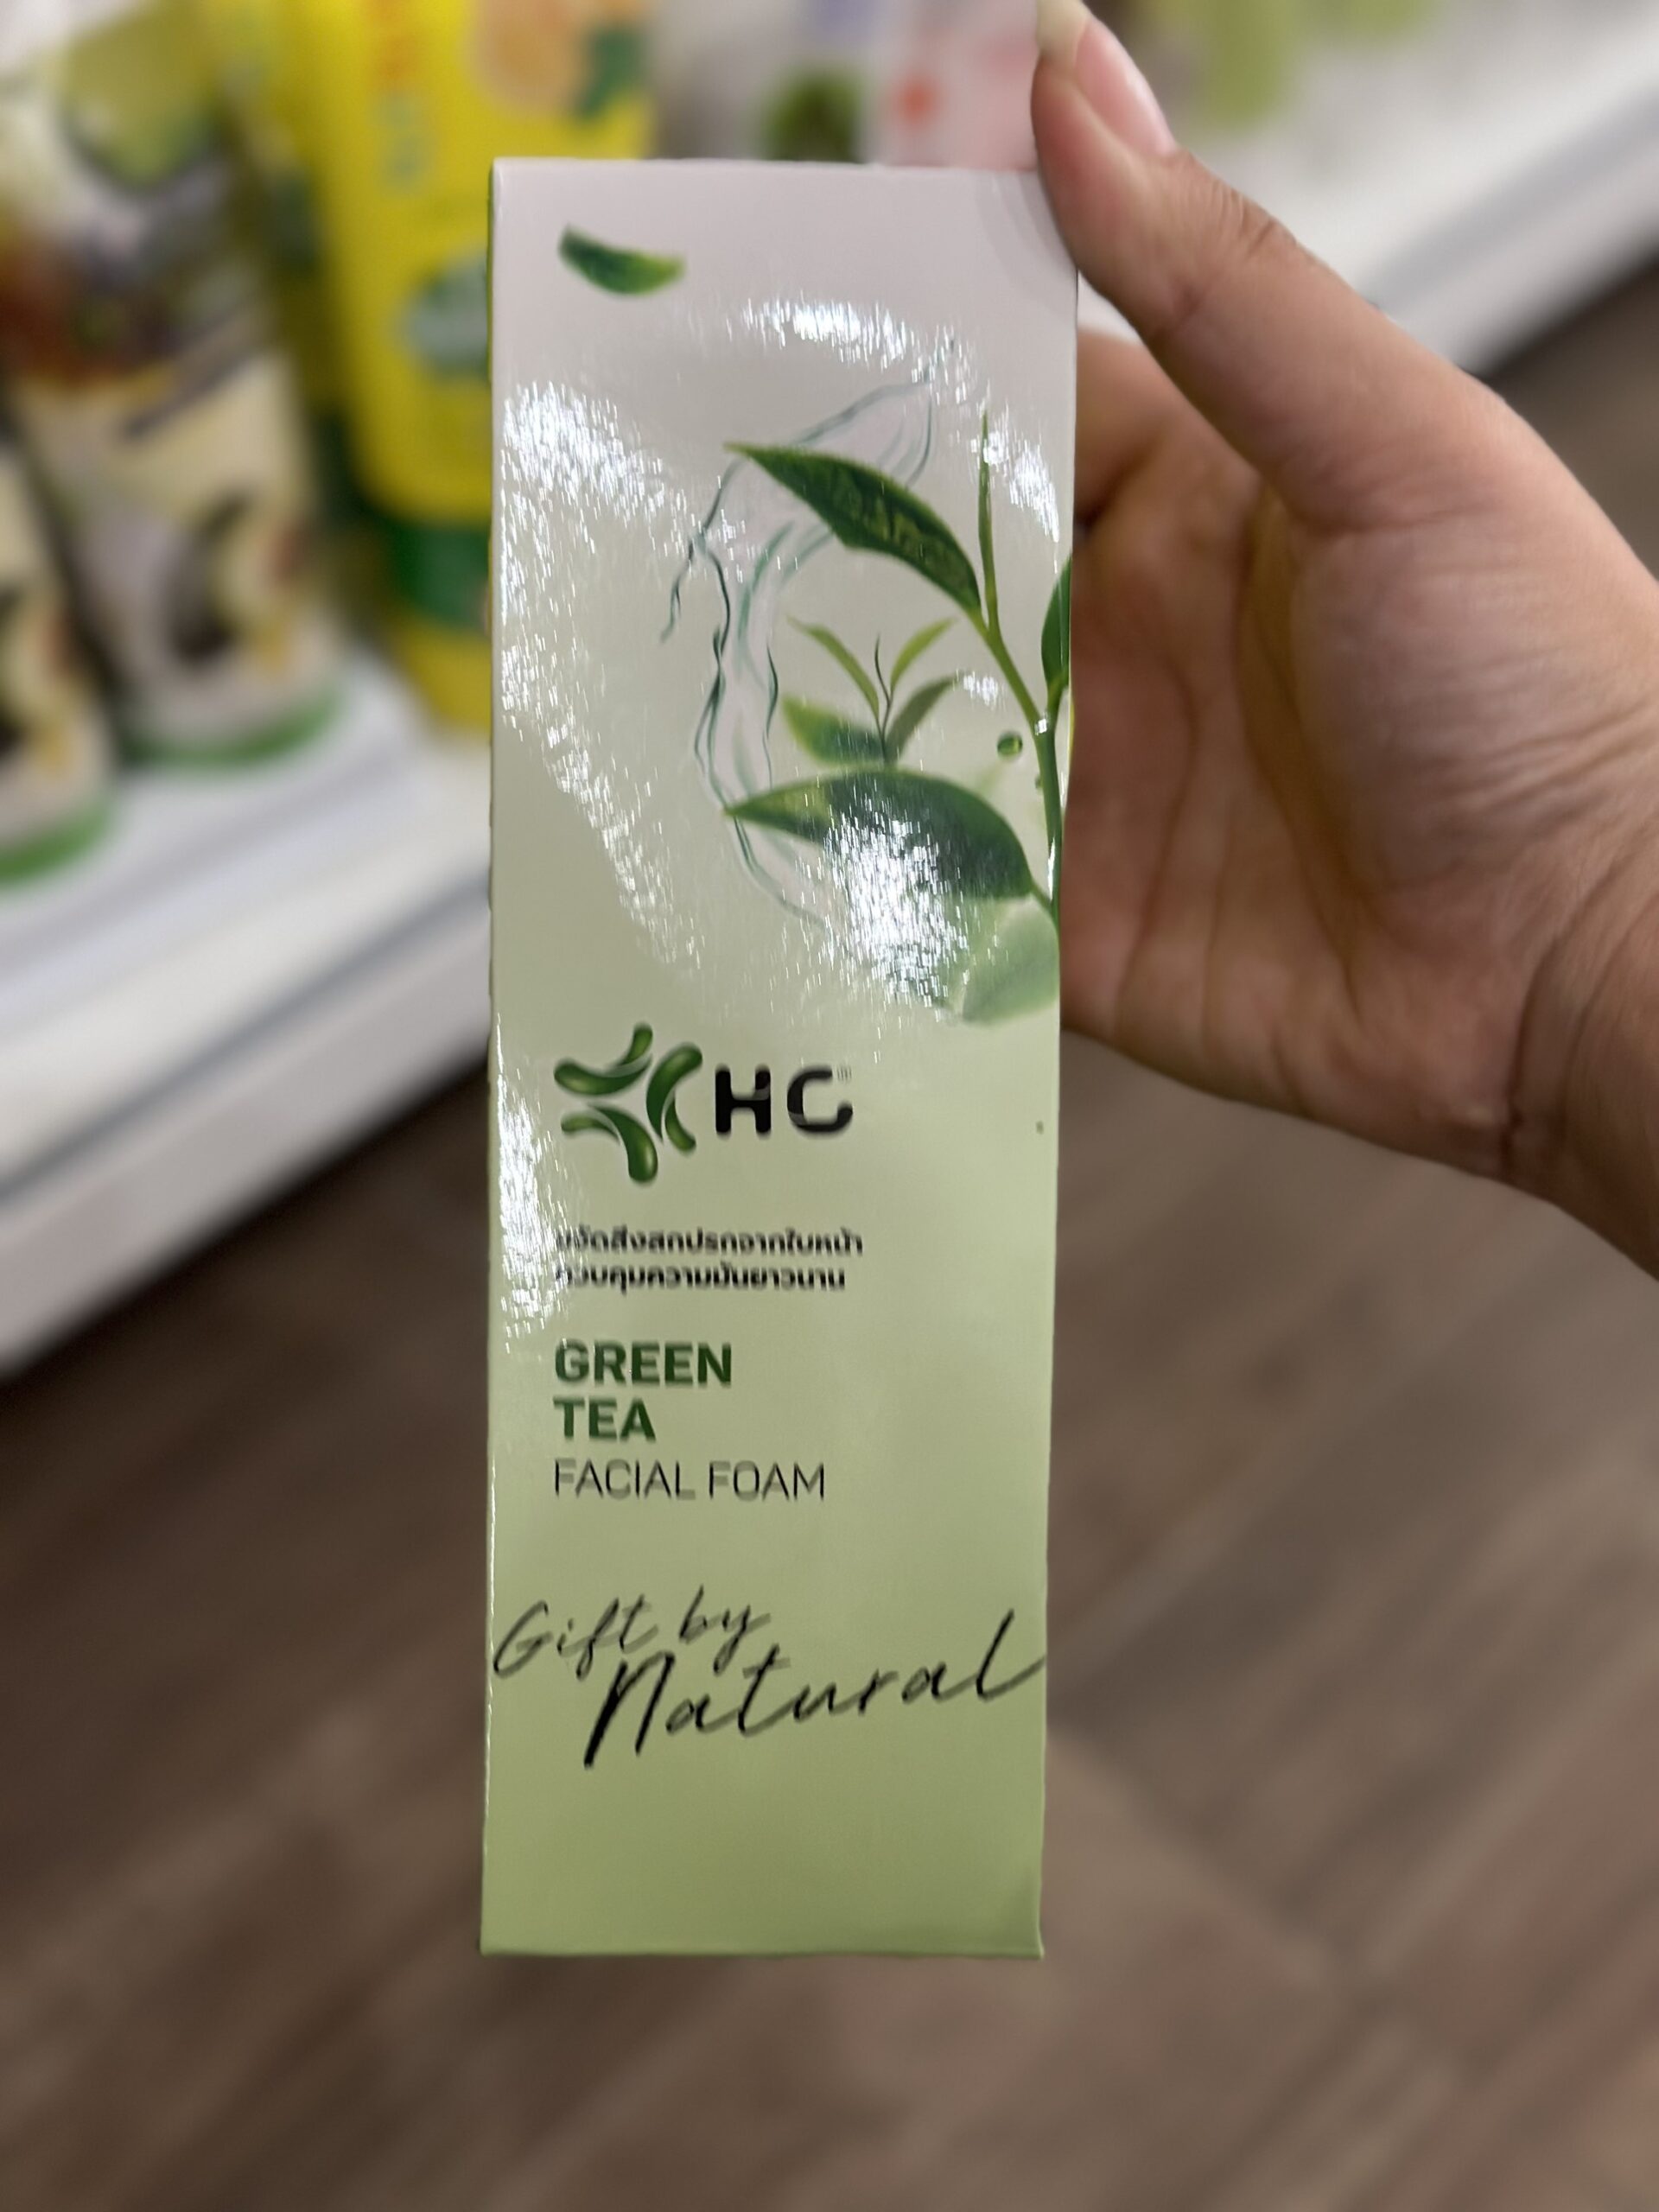 HG
ขจัดสิ่งสกปรกจากใบหน้า
ควบคุมความมันยาวนาน
GREEN
TEA
FACIAL FOAM
Gift by
Natural